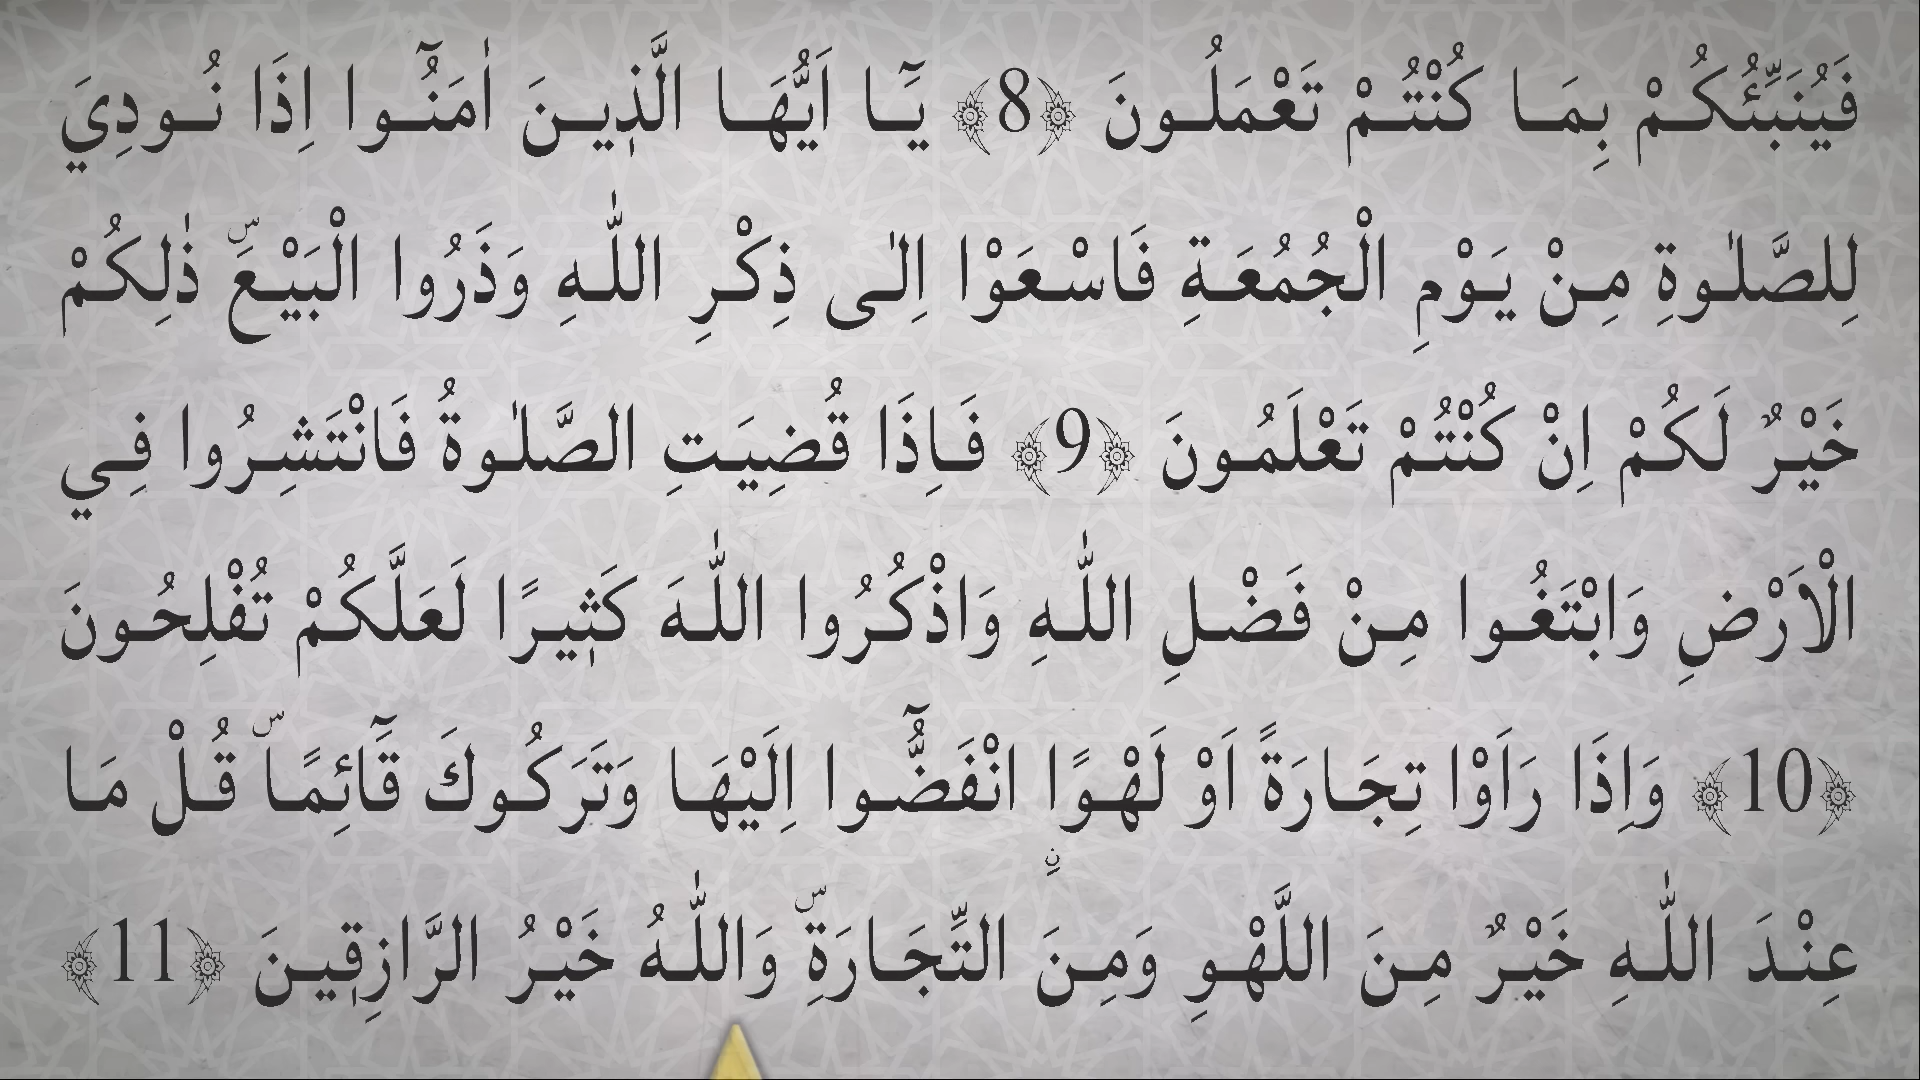 فَيُنَبِّئُكُمْ بِمَا كُنْتُمْ تَعْمَلُونَ ﴿8﴾ يَٓا اَيُّهَا الَّذ۪ينَ اٰمَنُٓوا اِذَا نُودِيَ
لِلصَّلٰوةِ مِنْ يَوْمِ الْجُمُعَةِ فَاسْعَوْا اِلٰى ذِكْرِ اللّٰهِ وَذَرُوا الْبَيْعَۜ ذٰلِكُمْ
خَيْرٌ لَكُمْ اِنْ كُنْتُمْ تَعْلَمُونَ ﴿9﴾ فَاِذَا قُضِيَتِ الصَّلٰوةُ فَانْتَشِرُوا فِي
الْاَرْضِ وَابْتَغُوا مِنْ فَضْلِ اللّٰهِ وَاذْكُرُوا اللّٰهَ كَث۪يرًا لَعَلَّكُمْ تُفْلِحُونَ
﴿10﴾ وَاِذَا رَاَوْا تِجَارَةً اَوْ لَهْوًا ۨانْفَضُّٓوا اِلَيْهَا وَتَرَكُوكَ قَٓائِمًاۜ قُلْ مَا
عِنْدَ اللّٰهِ خَيْرٌ مِنَ اللَّهْوِ وَمِنَ التِّجَارَةِۜ وَاللّٰهُ خَيْرُ الرَّازِق۪ينَ ﴿11﴾